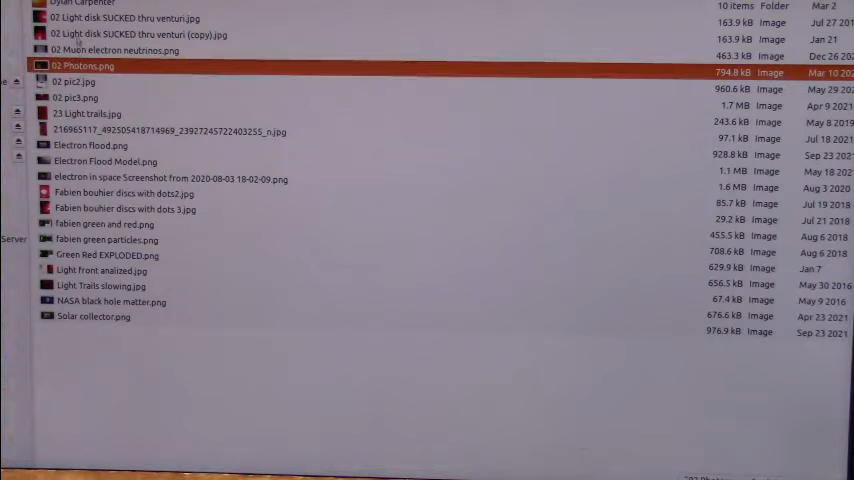 Dylan Carpenter 10 items Folder Mar 2
02 Light disk SUCKED thru venturi.jpg 163.9 kB Image Jul 27 201
02 Light disk SUCKED thru venturi (copy).jpg 163.9 kB Image Jan 21
02 Muon electron neutrinos.png 463.3 kB Image Dec 26 202
02 Photons.png 794.8 kB Image Mar 10 202
02 pic2.jpg 960.6 kB Image May 29 202
02 pic3.png 1.7 MB Image Apr 9 2021
23 Light trails.jpg 243.6 kB Image May 8 2019
216965117_492505418714969_23927245722403255_n.jpg 97.1 kB Image Jul 18 2021
Electron flood.png 928.8 kB Image Sep 23 2021
Electron Flood Model.png 1.1 MB Image May 18 202
electron in space Screenshot from 2020-08-03 18-02-09.png 1.6 MB Image Aug 3 2020
Fabien bouhier discs with dots2.jpg 85.7 kB Image Jul 19 2018
Fabien bouhier discs with dots 3.jpg 29.2 kB Image Jul 21 2018
fabien green and red.png 455.5 kB Image Aug 6 2018
Server fabien green particles.png 708.6 kB Image Aug 6 2018
Green Red EXPLODED.png 629.9 kB Image Jan 7
Light front analized.jpg 656.5 kB Image May 30 2016
Light Trails slowing.jpg 67.4 kB Image May 9 2016
NASA black hole matter.png 676.6 kB Image Apr 23 2021
Solar collector.png 976.9 kB Image Sep 23 2021